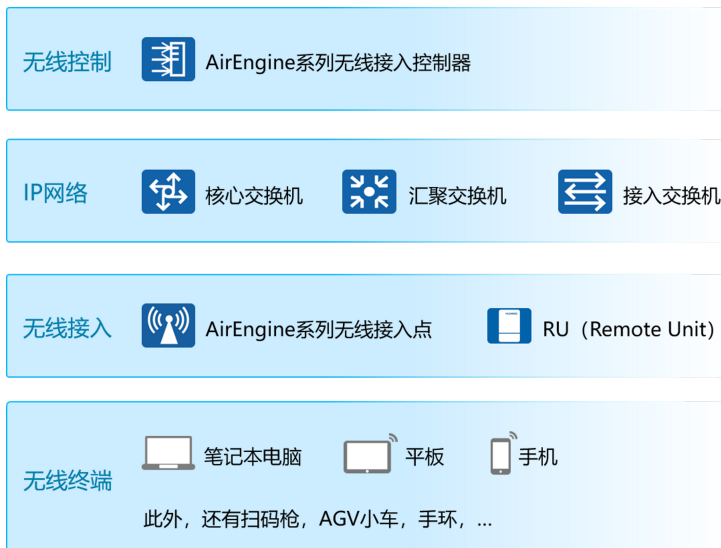 无线控制 AirEngine系列无线接入控制器
IP网络 核心交换机 汇聚交换机 接入交换机
无线接入 AirEngine系列无线接入点 RU（Remote Unit）
无线终端 笔记本电脑 平板 手机
此外，还有扫码枪，AGV小车，手环，...